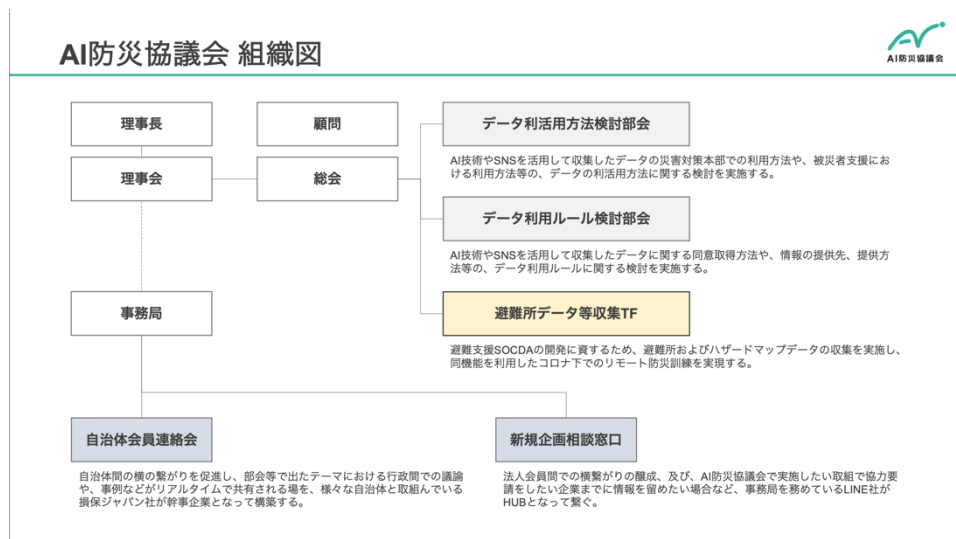 AI防災協議会 組織図
AI防災協議会
理事長
顧問
データ利活用方法検討部会
AI技術やSNSを活用して収集したデータの災害対策本部での利用方法や、被災者支援にお
ける利用方法等の、データの利活用方法に関する検討を実施する。
理事会
総会
データ利用ルール検討部会
AI技術やSNSを活用して収集したデータに関する同意取得方法や、情報の提供先、提供方
法等の、データ利用ルールに関する検討を実施する。
事務局
避難所データ等収集TF
避難支援SOCDAの開発に資するため、避難所およびハザードマップデータの収集を実施し、
同機能を利用したコロナ下でのリモート防災訓練を実現する。
自治体会員連絡会
自治体間の横の繋がりを促進し、部会等で出たテーマにおける行政間での議論
や、事例などがリアルタイムで共有される場を、様々な自治体と取組んでいる
損保ジャパン社が幹事企業となって構築する。
新規企画相談窓口
法人会員間での横繋がりの醸成、及び、AI防災協議会で実施したい取組で協力要
請をしたい企業までに情報を留めたい場合など、事務局を務めているLINE社が
HUBとなって繋ぐ。